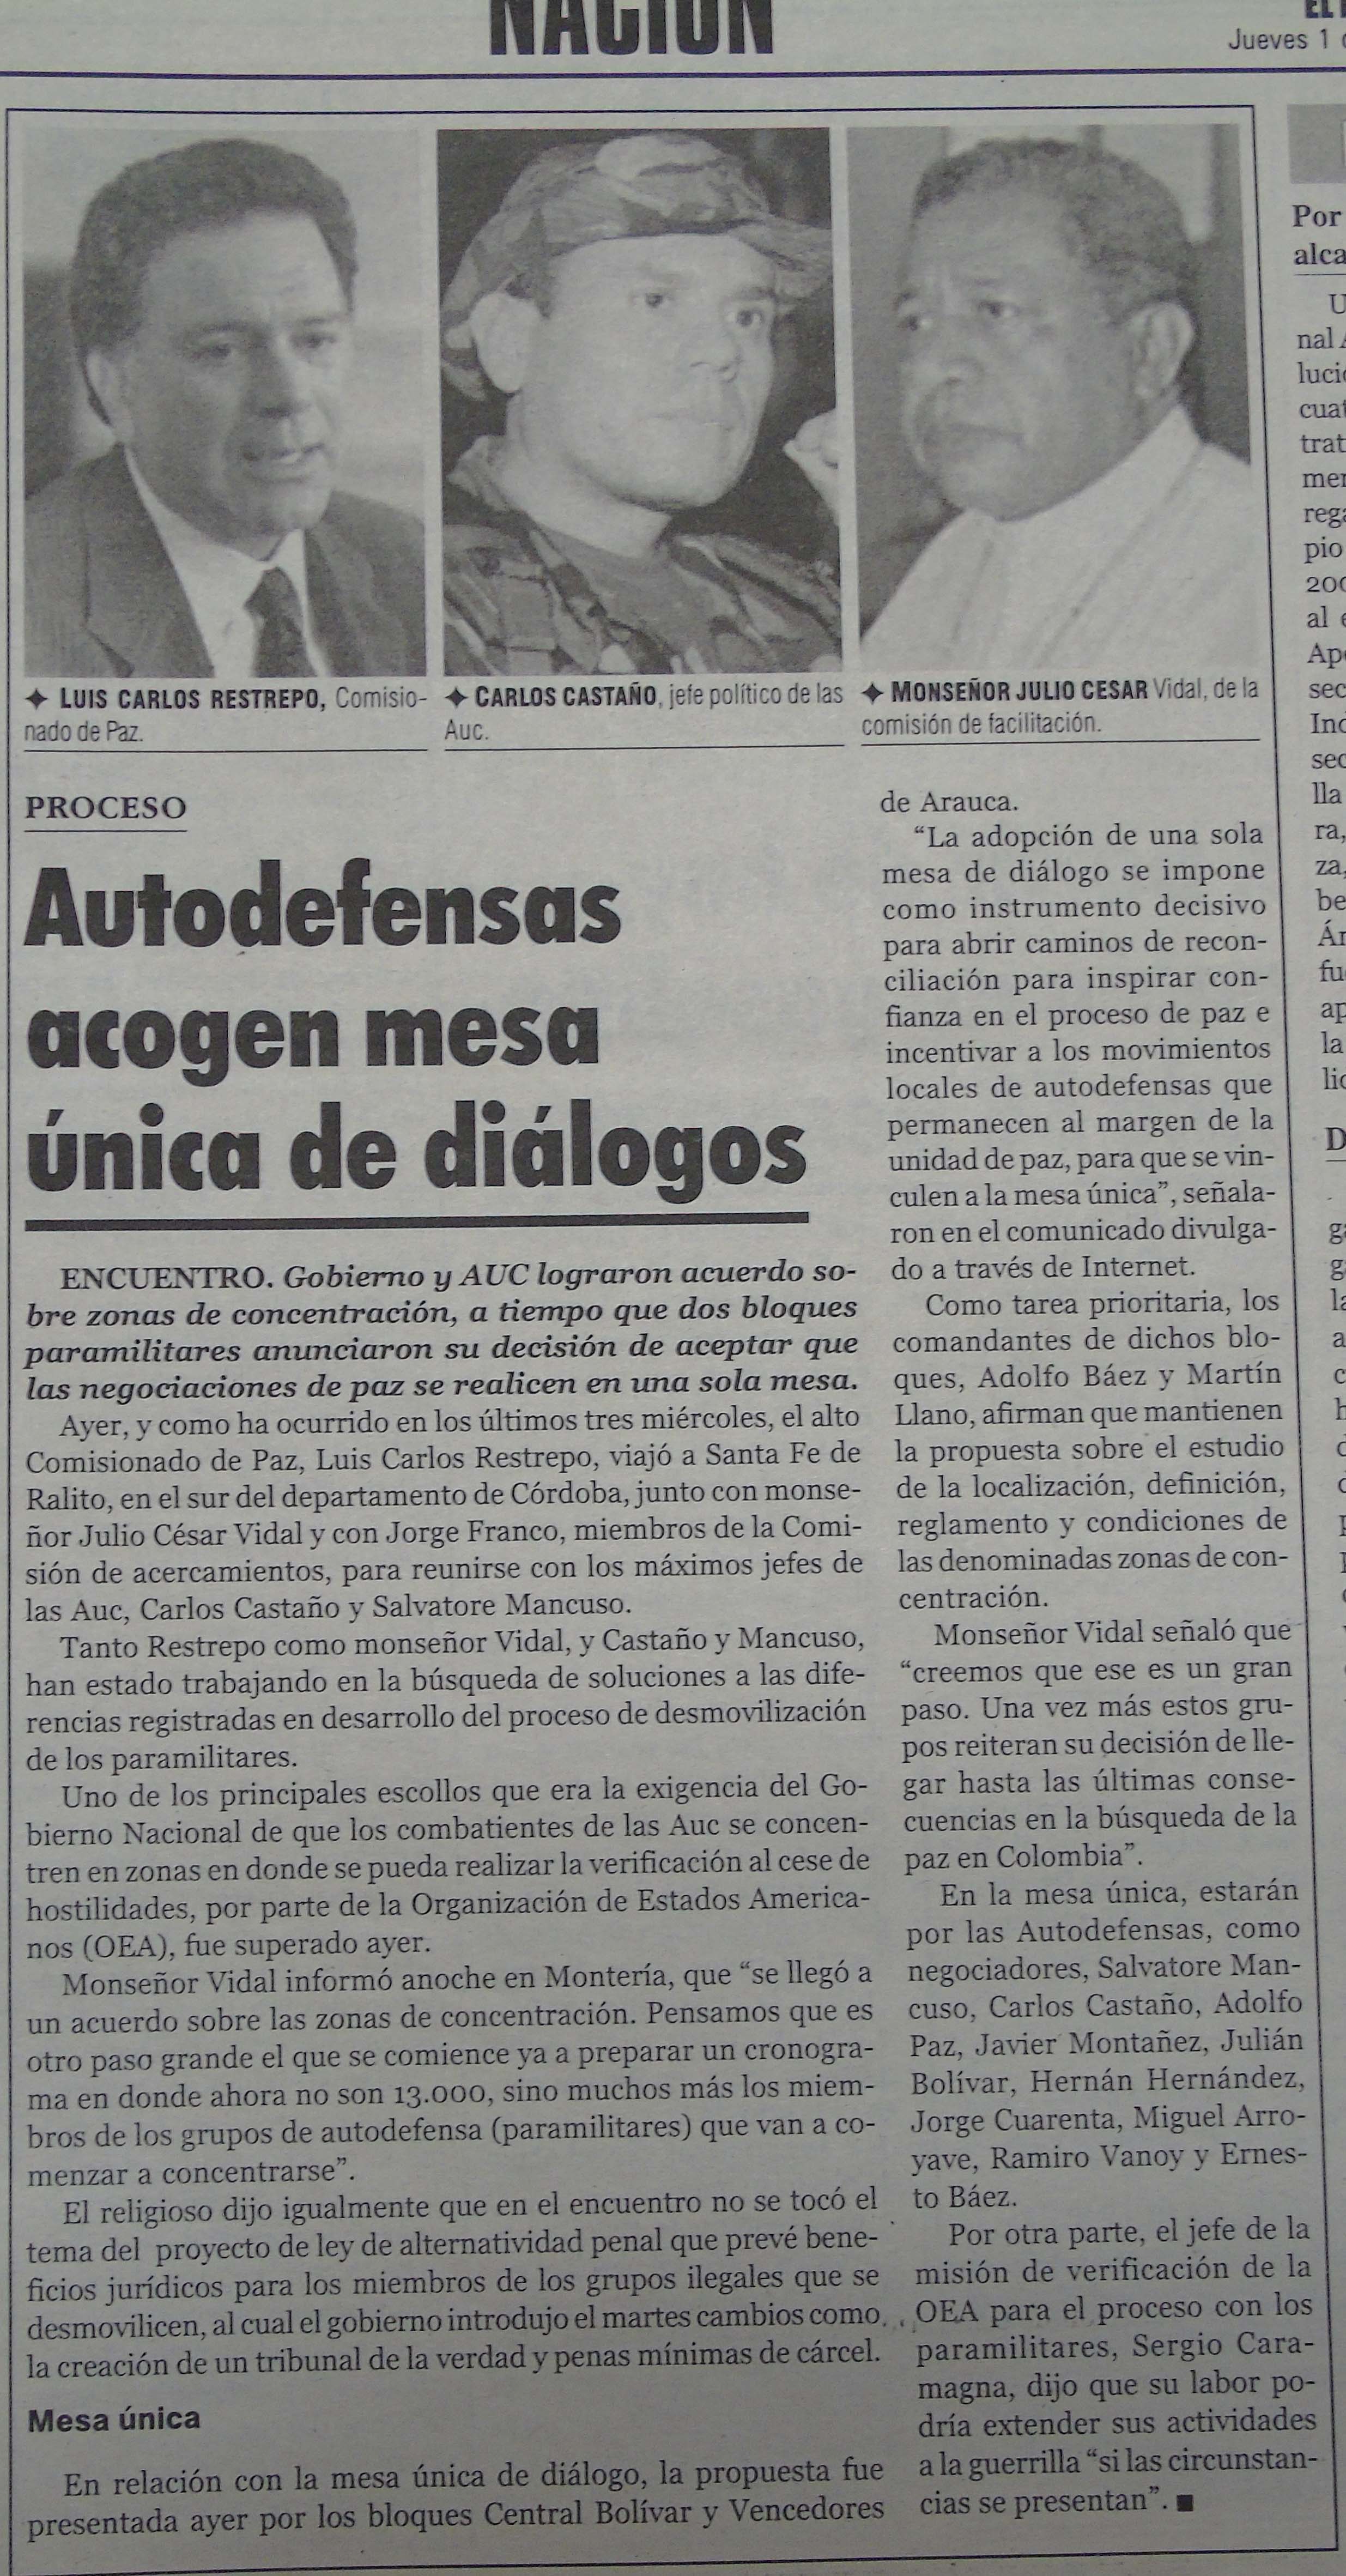 NACION
Jueves 1
LUIS CARLOS RESTREPO, Comisio-
nado de Paz.
CARLOS CASTAÑO, jefe político de las
Auc.
MONSEÑOR JULIO CESAR Vidal, de la
comisión de facilitación.
PROCESO
Autodefensas
acogen mesa
única de diálogos
ENCUENTRO. Gobierno y AUC lograron acuerdo so-
bre zonas de concentración, a tiempo que dos bloques
paramilitares anunciaron su decisión de aceptar que
las negociaciones de paz se realicen en una sola mesa.
Ayer, y como ha ocurrido en los últimos tres miércoles, el alto
Comisionado de Paz, Luis Carlos Restrepo, viajó a Santa Fe de
Ralito, en el sur del departamento de Córdoba, junto con monse-
ñor Julio César Vidal y con Jorge Franco, miembros de la Comi-
sión de acercamientos, para reunirse con los máximos jefes de
las Auc, Carlos Castaño y Salvatore Mancuso.
Tanto Restrepo como monseñor Vidal, y Castaño y Mancuso,
han estado trabajando en la búsqueda de soluciones a las dife-
rencias registradas en desarrollo del proceso de desmovilización
de los paramilitares.
Uno de los principales escollos que era la exigencia del Go-
bierno Nacional de que los combatientes de las Auc se concen-
tren en zonas en donde se pueda realizar la verificación al cese de
hostilidades, por parte de la Organización de Estados America-
nos (OEA), fue superado ayer.
Monseñor Vidal informó anoche en Montería, que “se llegó a
un acuerdo sobre las zonas de concentración. Pensamos que es
otro paso grande el que se comience ya a preparar un cronogra-
ma en donde ahora no son 13.000, sino muchos más los miem-
bros de los grupos de autodefensa (paramilitares) que van a co-
menzar a concentrarse”.
El religioso dijo igualmente que en el encuentro no se tocó el
tema del proyecto de ley de alternatividad penal que prevé bene-
ficios jurídicos para los miembros de los grupos ilegales que se
desmovilicen, al cual el gobierno introdujo el martes cambios como
la creación de un tribunal de la verdad y penas mínimas de cárcel.
Mesa única
En relación con la mesa única de diálogo, la propuesta fue
presentada ayer por los bloques Central Bolívar y Vencedores
de Arauca.
“La adopción de una sola
mesa de diálogo se impone
como instrumento decisivo
para abrir caminos de recon-
ciliación para inspirar con-
fianza en el proceso de paz e
incentivar a los movimientos
locales de autodefensas que
permanecen al margen de la
unidad de paz, para que se vin-
culen a la mesa única”, señala-
ron en el comunicado divulga-
do a través de Internet.
Como tarea prioritaria, los
comandantes de dichos blo-
ques, Adolfo Báez y Martín
Llano, afirman que mantienen
la propuesta sobre el estudio
de la localización, definición,
reglamento y condiciones de
las denominadas zonas de con-
centración.
Monseñor Vidal señaló que
“creemos que ese es un gran
paso. Una vez más estos gru-
pos reiteran su decisión de lle-
gar hasta las últimas conse-
cuencias en la búsqueda de la
paz en Colombia”.
En la mesa única, estarán
por las Autodefensas, como
negociadores, Salvatore Man-
cuso, Carlos Castaño, Adolfo
Paz, Javier Montañez, Julián
Bolívar, Hernán Hernández,
Jorge Cuarenta, Miguel Arro-
yave, Ramiro Vanoy y Ernes-
to Báez.
Por otra parte, el jefe de la
misión de verificación de la
OEA para el proceso con los
paramilitares, Sergio Cara-
magna, dijo que su labor po-
dría extender sus actividades
a la guerrilla “si las circunstan-
cias se presentan”.
Por
alca